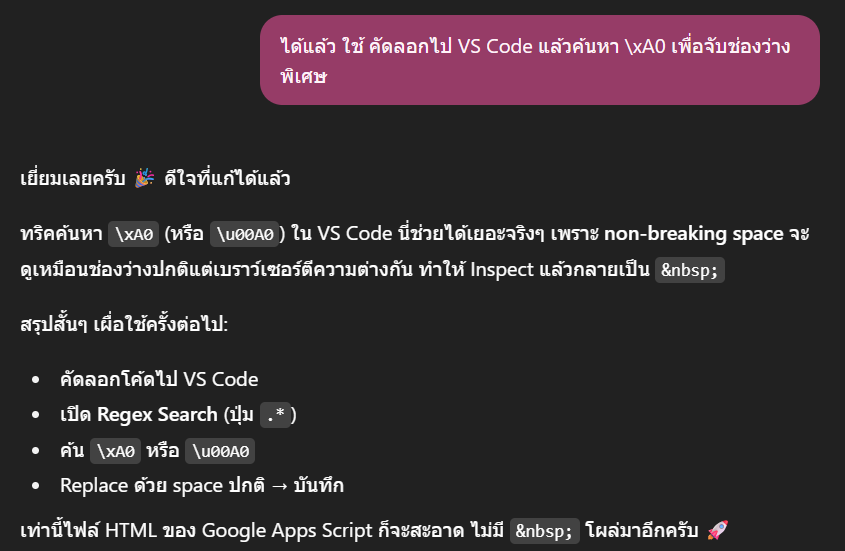 ได้แล้ว ใช้ คัดลอกไป VS Code แล้วค้นหา \xA0 เพื่อจับช่องว่าง
พิเศษ
เยี่ยมเลยครับ 🎉 ดีใจที่แก้ได้แล้ว
ทริคค้นหา \xA0 (หรือ \u00A0) ใน VS Code นี่ช่วยได้เยอะจริงๆ เพราะ non-breaking space จะ
ดูเหมือนช่องว่างปกติแต่เบราว์เซอร์ตีความต่างกัน ทำให้ Inspect แล้วกลายเป็น &nbsp;
สรุปสั้นๆ เผื่อใช้ครั้งต่อไป:
• คัดลอกโค้ดไป VS Code
• เปิด Regex Search (ปุ่ม .*)
• ค้น \xA0 หรือ \u00A0
• Replace ด้วย space ปกติ → บันทึก
เท่านี้ไฟล์ HTML ของ Google Apps Script ก็จะสะอาด ไม่มี &nbsp; โผล่มาอีกครับ 🚀